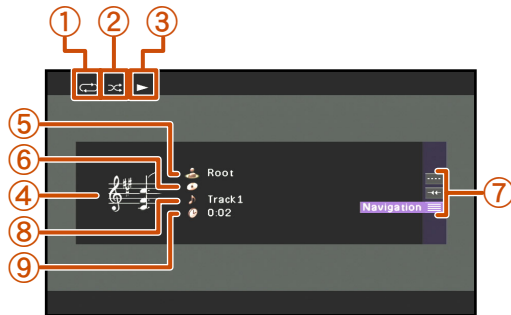 ① ② ③
⑤ Root
⑥
④ ⑦
⑧ Track1
Navigation
⑨ 0:02